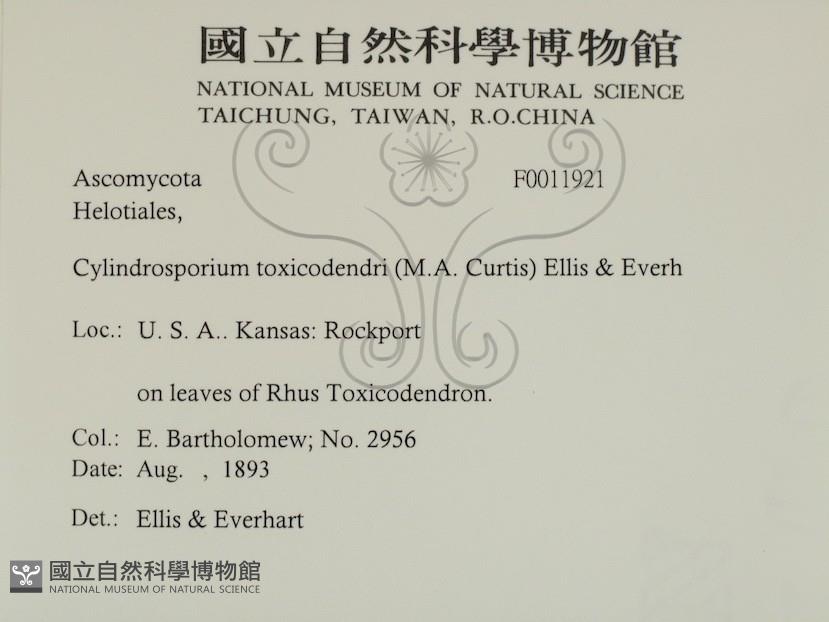 國立自然科學博物館
NATIONAL MUSEUM OF NATURAL SCIENCE
TAICHUNG, TAIWAN, R.O.CHINA
Ascomycota F0011921
Helotiales,
Cylindrosporium toxicodendri (M.A. Curtis) Ellis & Everh
Loc.: U. S. A.. Kansas: Rockport
on leaves of Rhus Toxicodendron.
Col.: E. Bartholomew; No. 2956
Date: Aug. , 1893
Det.: Ellis & Everhart
國立自然科學博物館
NATIONAL MUSEUM OF NATURAL SCIENCE